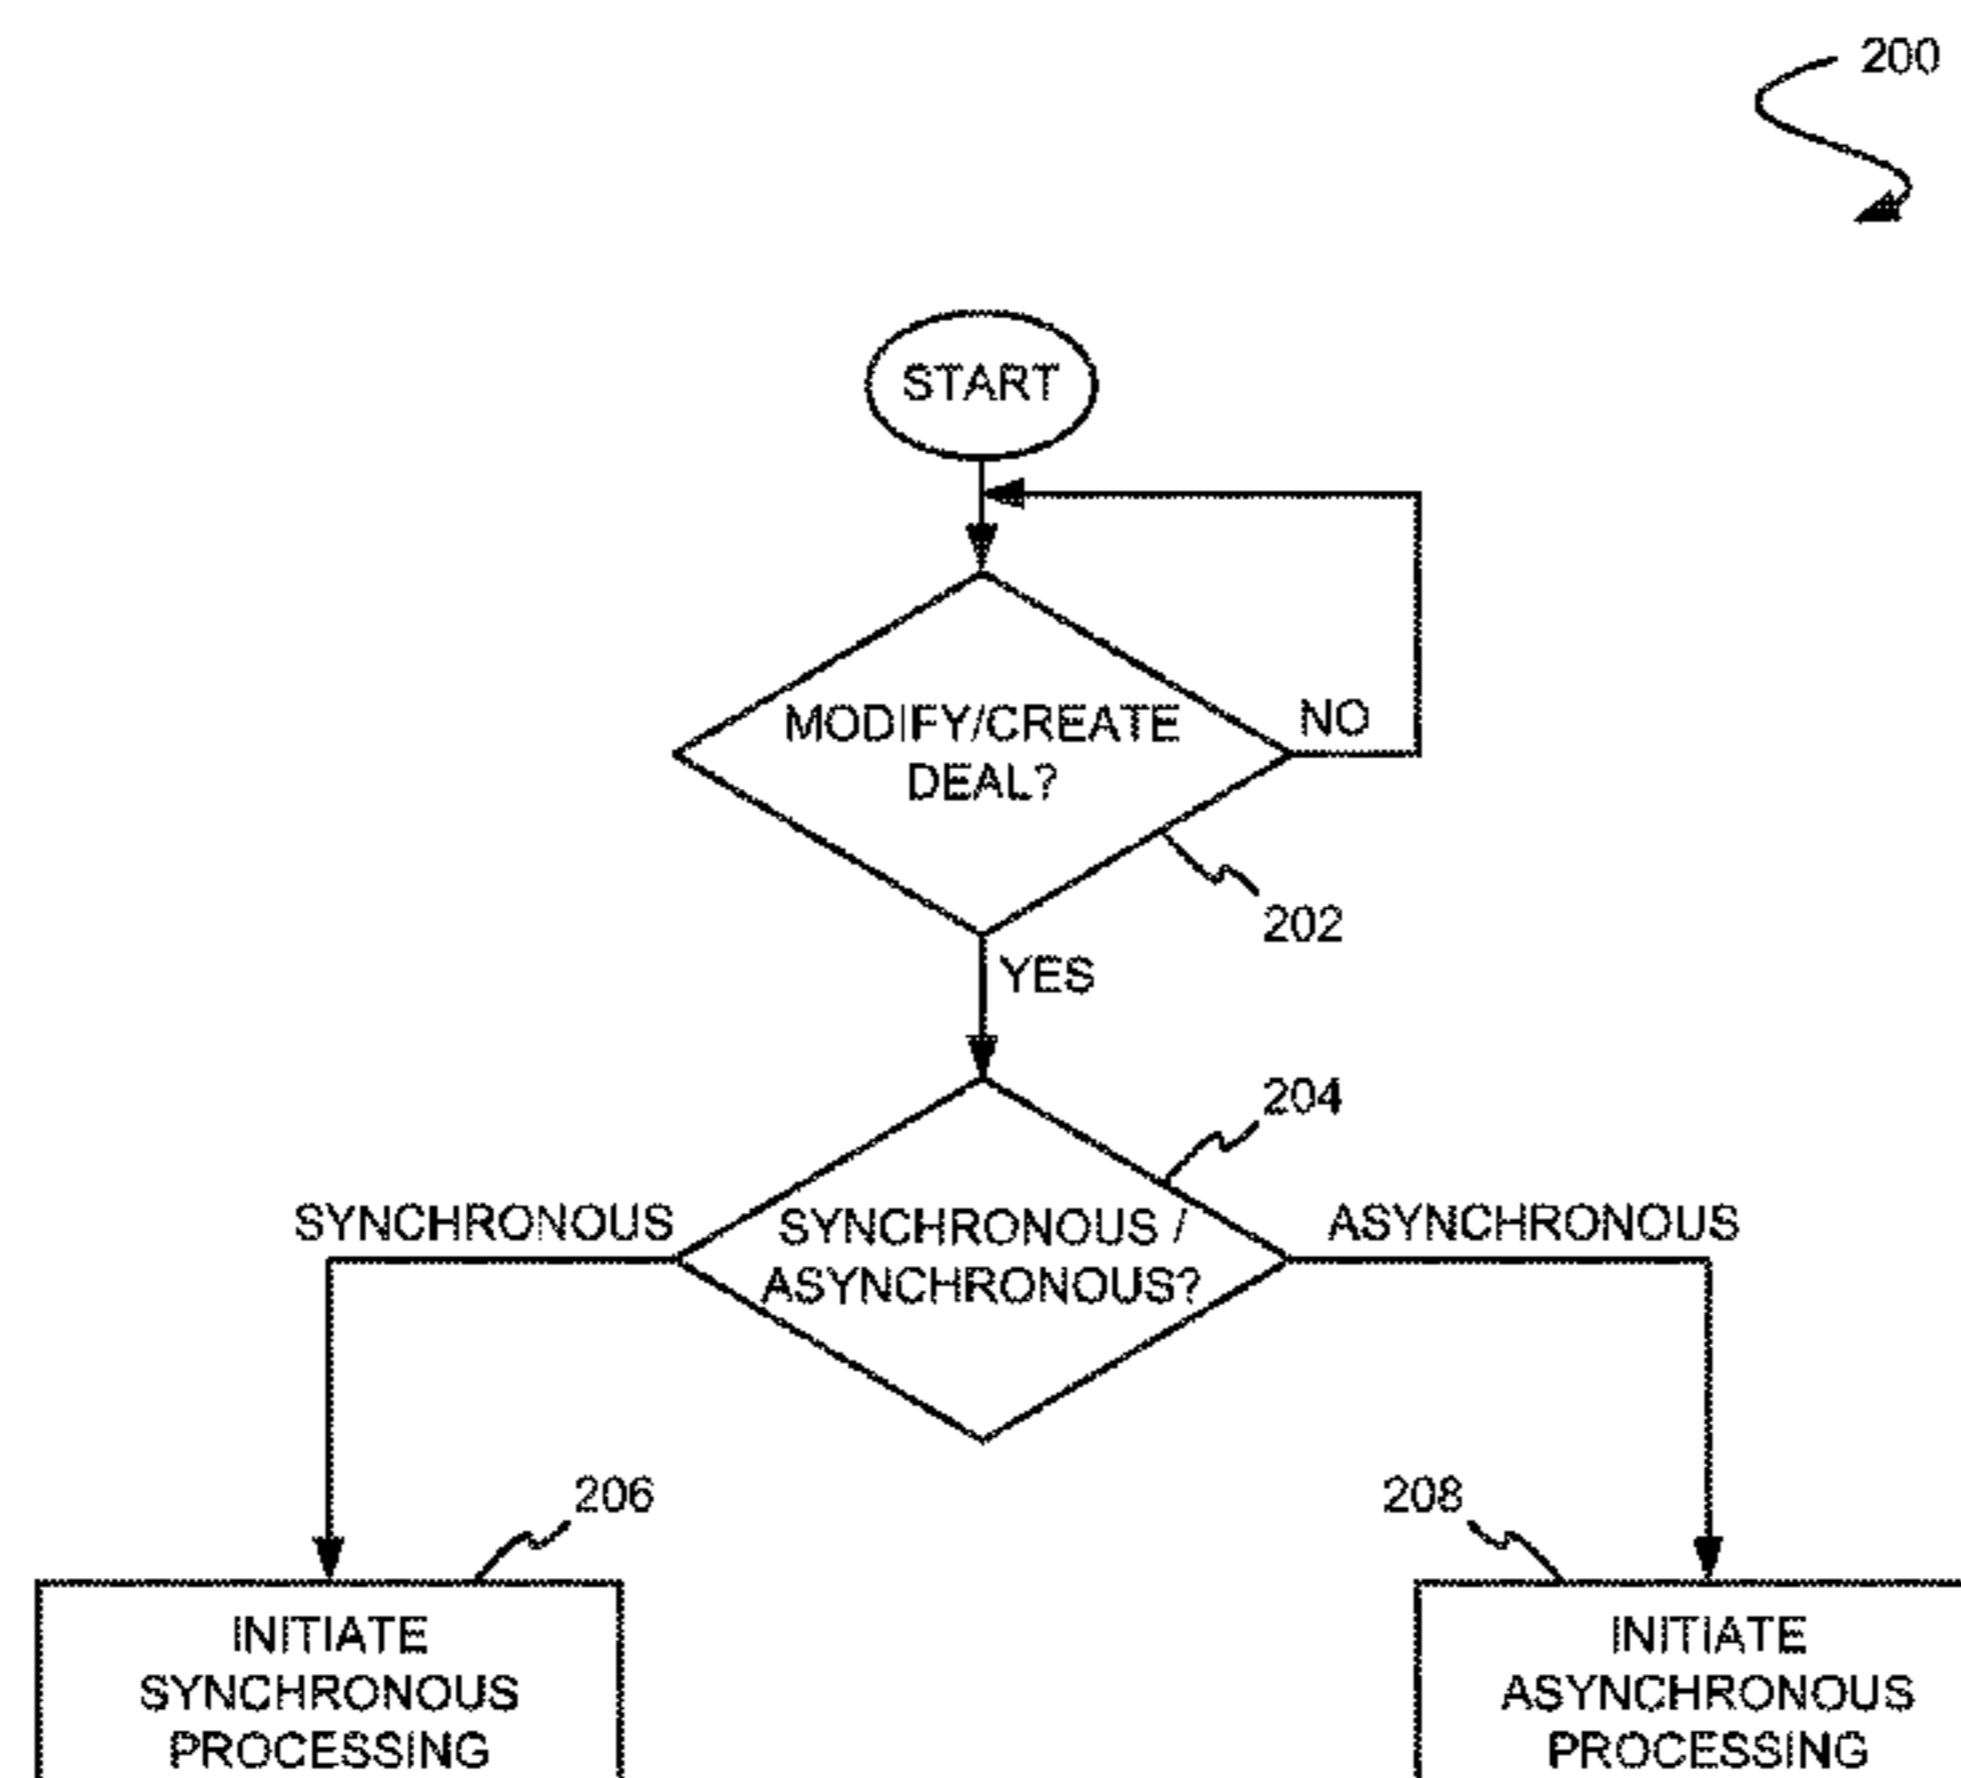 200
START
MODIFY/CREATE
DEAL?
NO
202
YES
204
SYNCHRONOUS
SYNCHRONOUS /
ASYNCHRONOUS?
ASYNCHRONOUS
206
208
INITIATE
SYNCHRONOUS
PROCESSING
INITIATE
ASYNCHRONOUS
PROCESSING